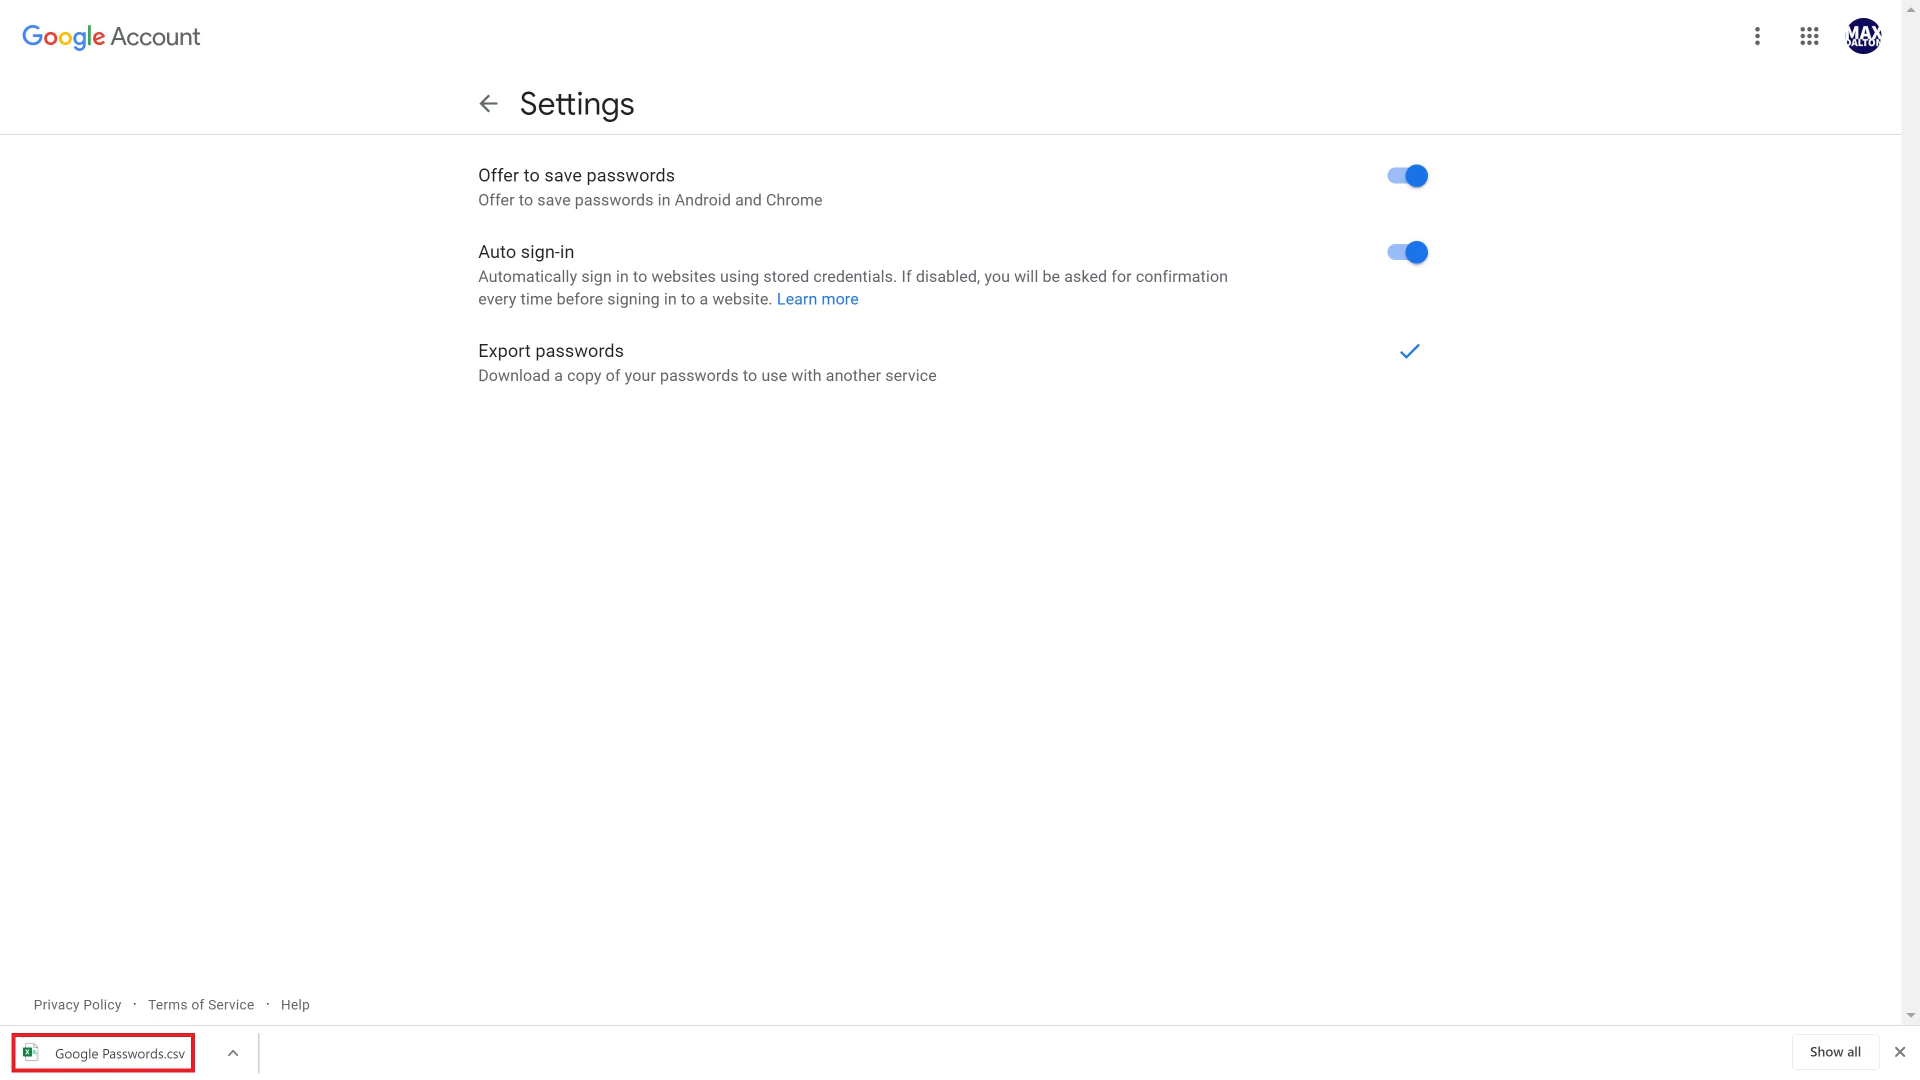 Google Account
MAX
DALTON
Settings
Offer to save passwords
Offer to save passwords in Android and Chrome
Auto sign-in
Automatically sign in to websites using stored credentials. If disabled, you will be asked for confirmation
every time before signing in to a website. Learn more
Export passwords
Download a copy of your passwords to use with another service
Privacy Policy · Terms of Service · Help
Google Passwords.csv
Show all